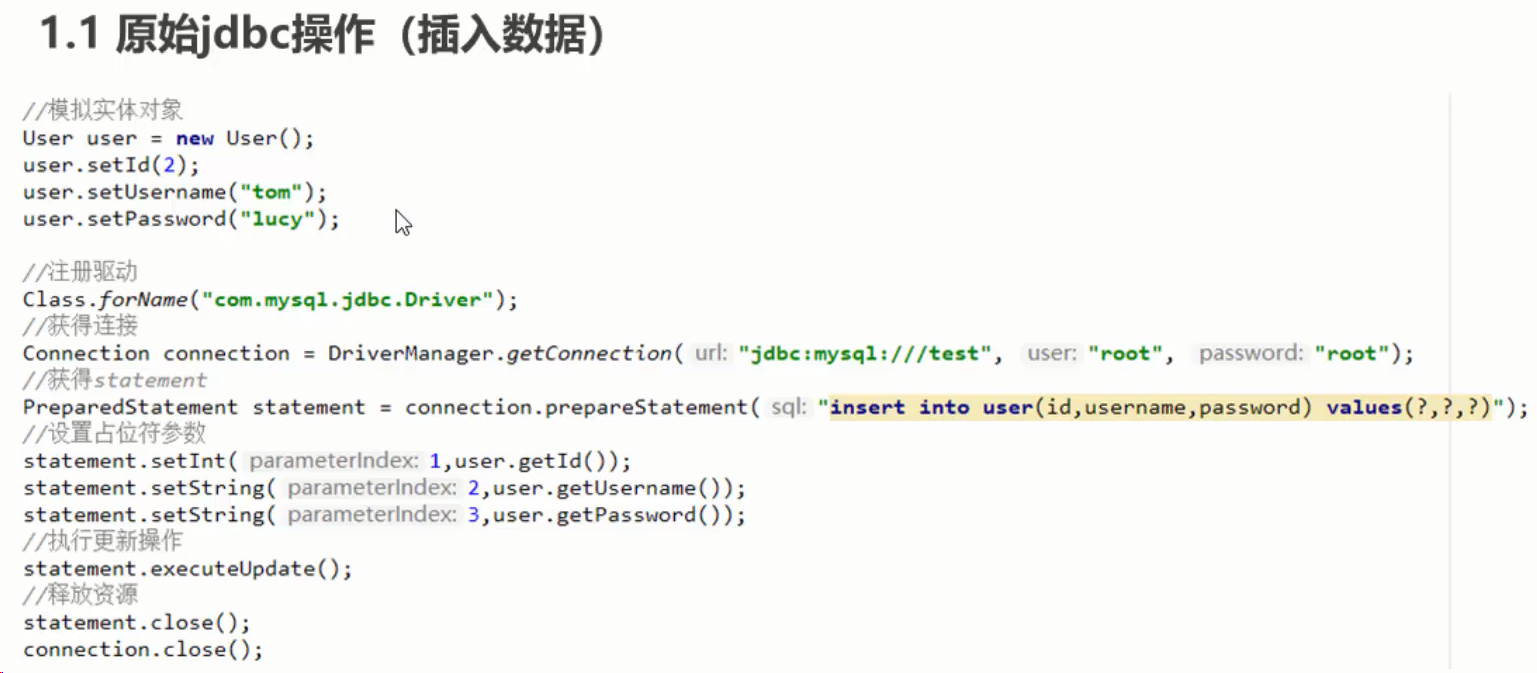 1.1 原始jdbc操作（插入数据）
//模拟实体对象
User user = new User();
user.setId(2);
user.setUsername("tom");
user.setPassword("lucy");
//注册驱动
Class.forName("com.mysql.jdbc.Driver");
//获得连接
Connection connection = DriverManager.getConnection( url: "jdbc:mysql:///test", user: "root", password: "root");
//获得statement
PreparedStatement statement = connection.prepareStatement( sql: "insert into user(id,username,password) values(?,?,?)");
//设置占位符参数
statement.setInt( parameterIndex: 1,user.getId());
statement.setString( parameterIndex: 2,user.getUsername());
statement.setString( parameterIndex: 3,user.getPassword());
//执行更新操作
statement.executeUpdate();
//释放资源
statement.close();
connection.close();